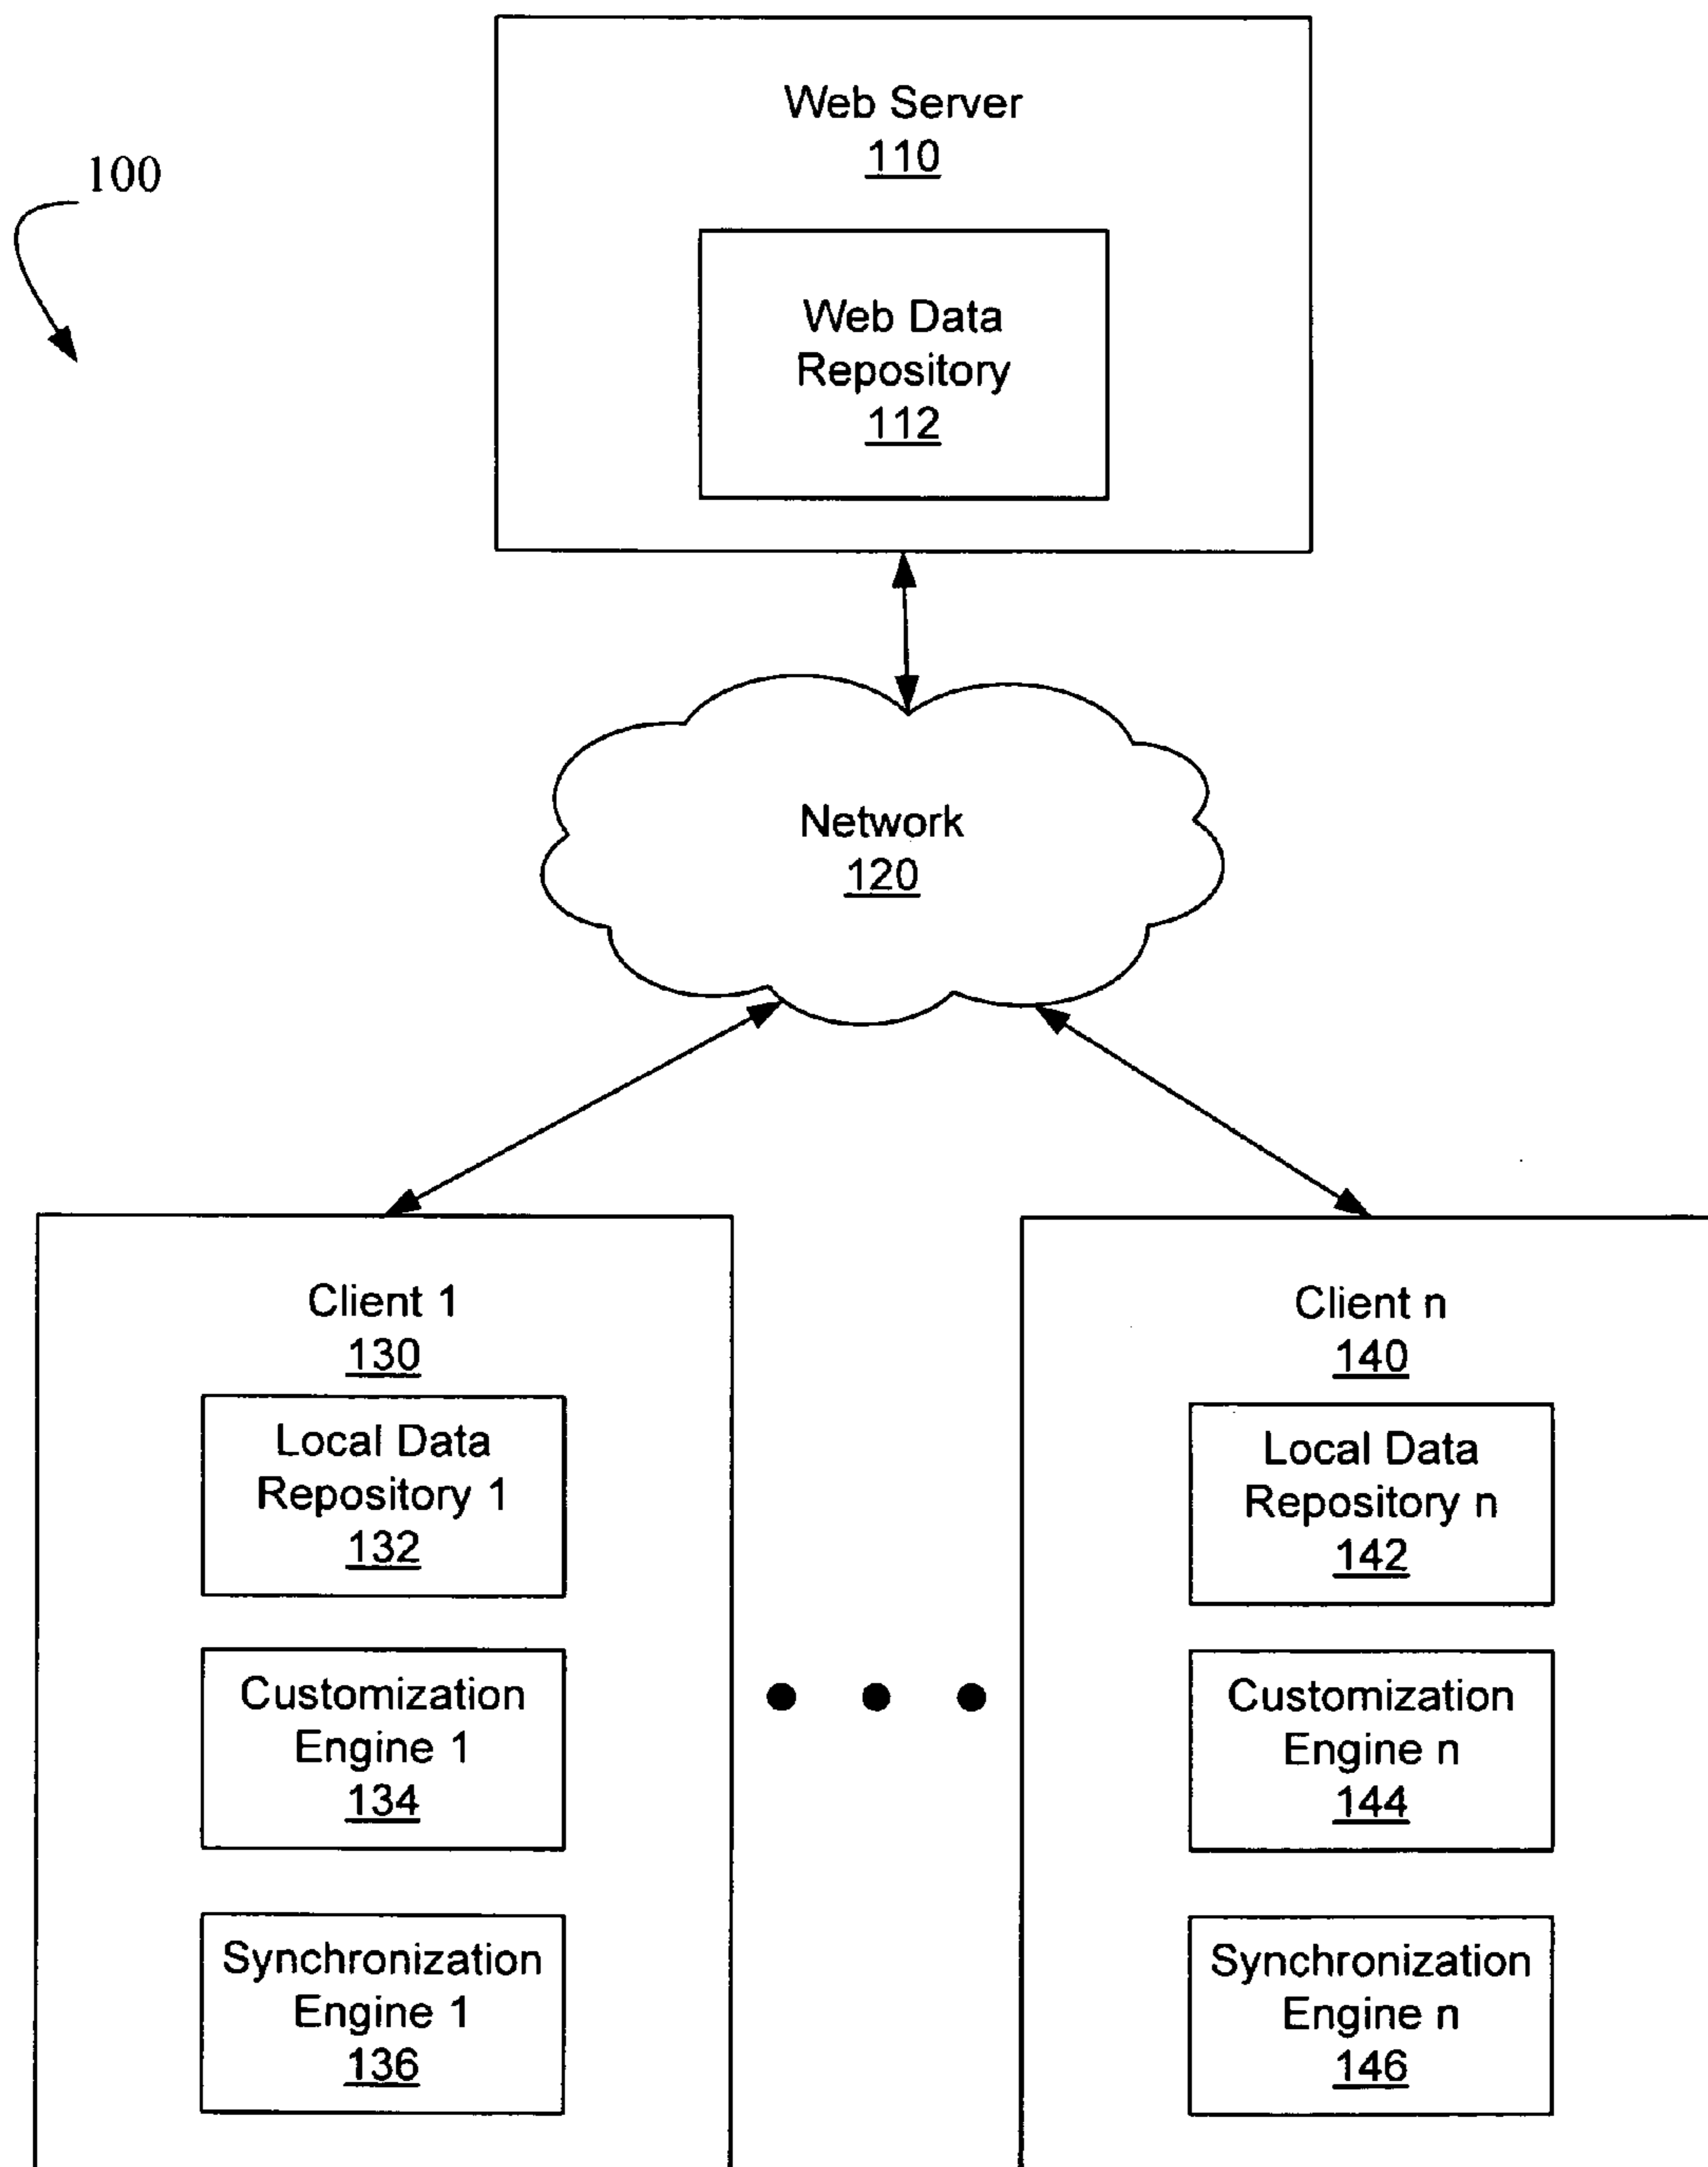 100
Web Server
110
Web Data
Repository
112
Network
120
Client 1
130
Local Data
Repository 1
132
Customization
Engine 1
134
Synchronization
Engine 1
136
Client n
140
Local Data
Repository n
142
Customization
Engine n
144
Synchronization
Engine n
146